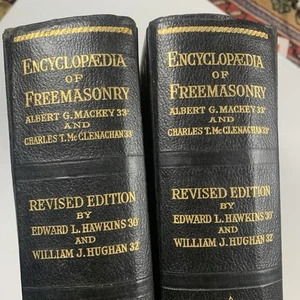 ENCYCLOPÆDIA
OF
FREEMASONRY
ALBERT G. MACKEY 33°
AND
CHARLES T. McCLENACHAN 33°
REVISED EDITION
BY
EDWARD L. HAWKINS 30°
AND
WILLIAM J. HUGHAN 32°
ENCYCLOPÆDIA
OF
FREEMASONRY
ALBERT G. MACKEY 33°
AND
CHARLES T. McCLENACHAN 33°
REVISED EDITION
BY
EDWARD L. HAWKINS 30°
AND
WILLIAM J. HUGHAN 32°